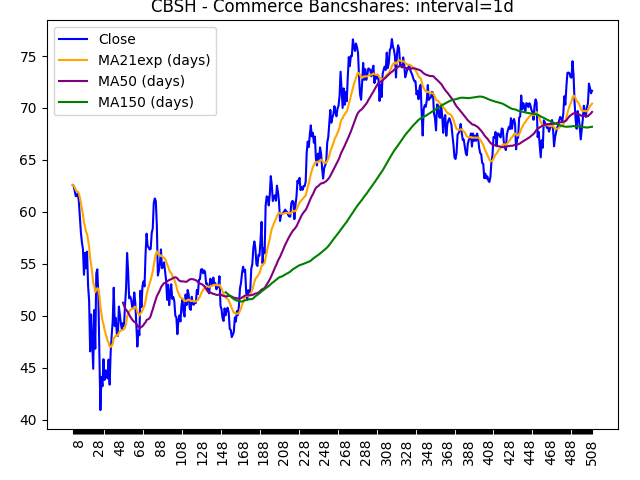 CBSH - Commerce Bancshares: interval=1d
Close
MA21exp (days)
MA50 (days)
MA150 (days)
75
70
65
60
55
50
45
40
8 28 48 68 88 108 128 148 168 188 208 228 248 268 288 308 328 348 368 388 408 428 448 468 488 508